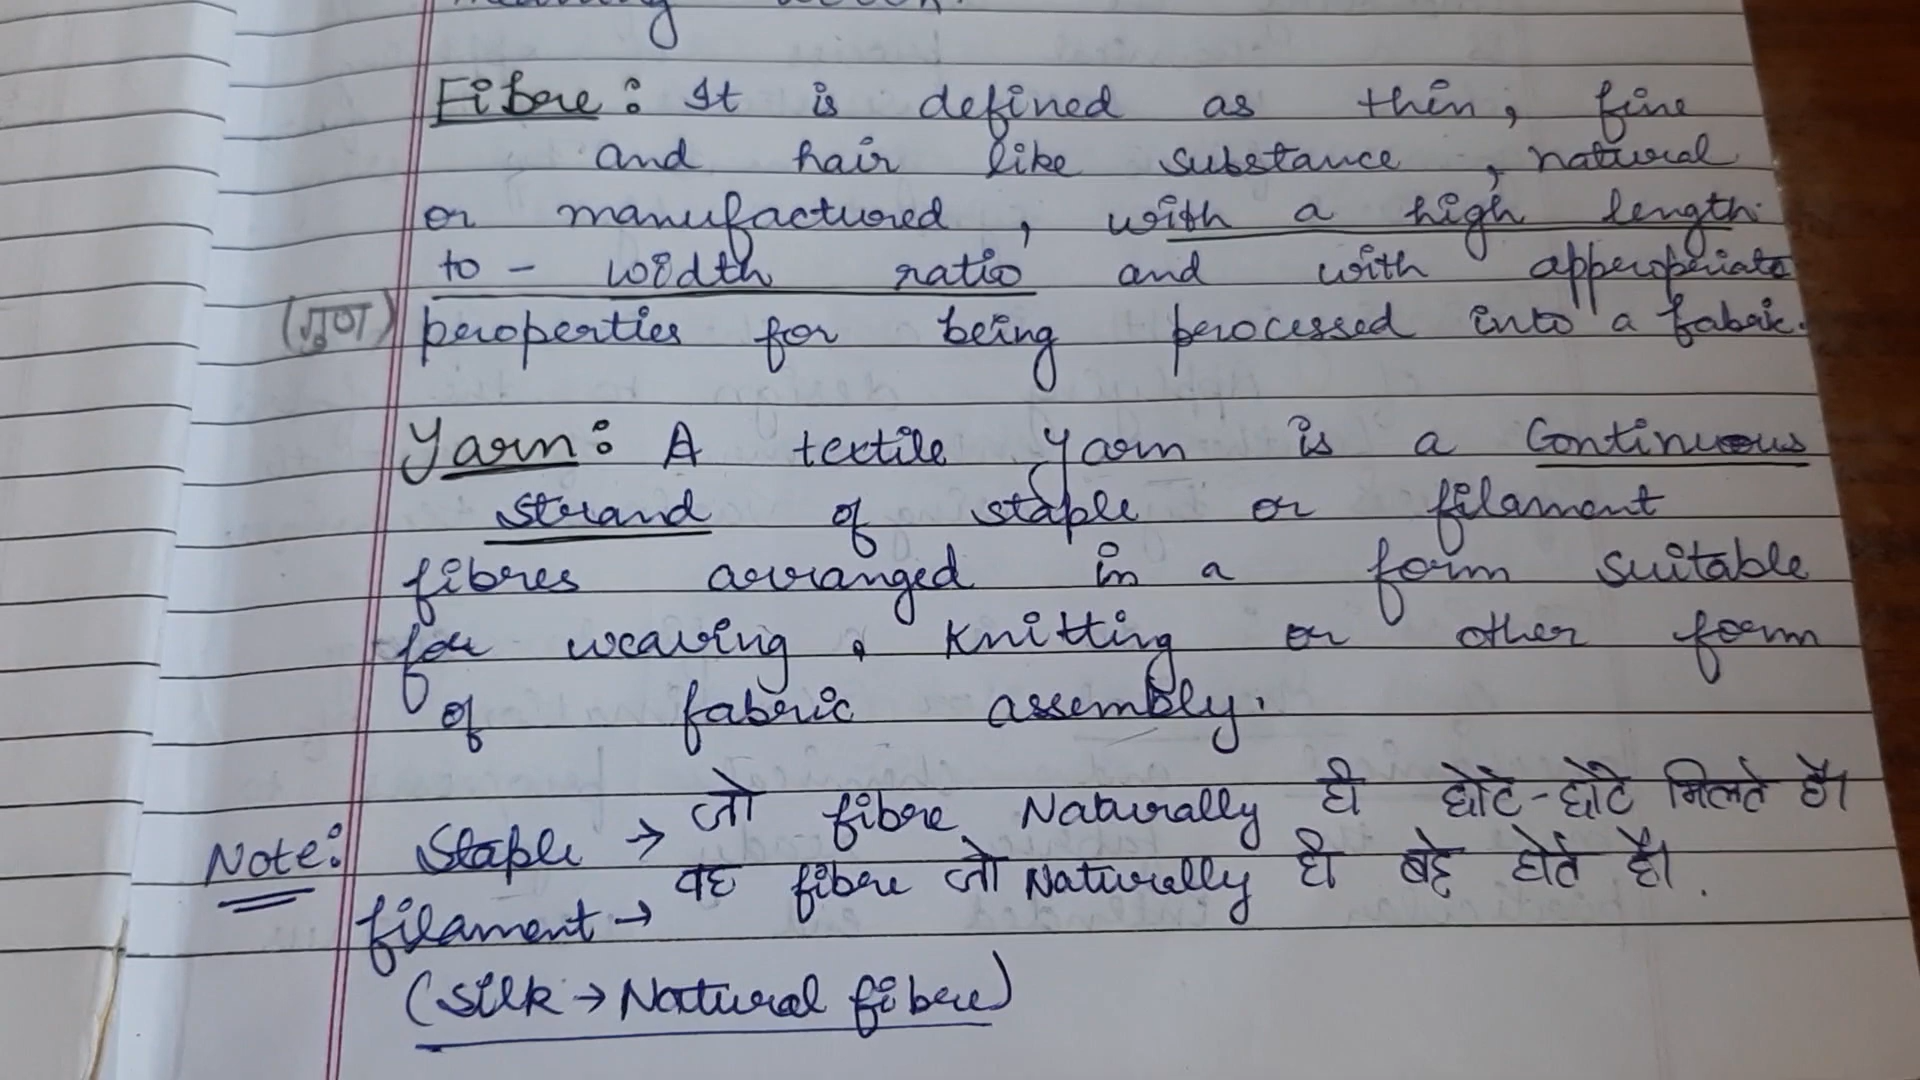 Fibre : It is defined as thin, fine
and hair like substance, natural
or manufactured, with a high length
to - width ratio and with appropriate
(गुण) properties for being processed into a fabric.
Yarn : A textile yarn is a Continuous
strand of staple or filament
fibres arranged in a form suitable
for weaving, knitting or other form
of fabric assembly.
Note: Staple → जो fibre Naturally ही छोटे-छोटे मिलते है।
filament → वह fibre जो Naturally ही बड़े होते है।.
(silk → Natural fibre)